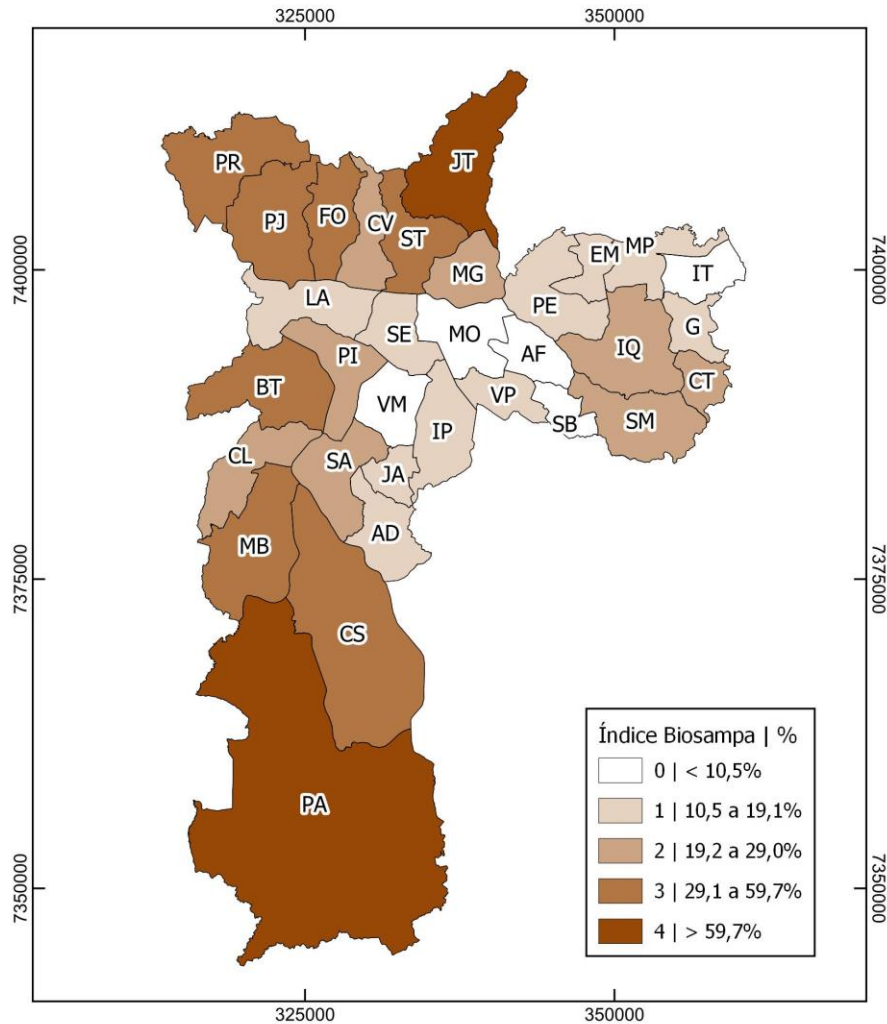 325000 350000
PR
JT
PJ
FO
CV
ST
MG
7400000
7400000
EM
MP
IT
LA
PE
SE
MO
G
AF
IQ
PI
BT
CT
VM
VP
SB
SM
IP
CL
SA
JA
AD
MB
7375000
7375000
CS
PA
Índice Biosampa | %
0 | < 10,5%
1 | 10,5 a 19,1%
2 | 19,2 a 29,0%
3 | 29,1 a 59,7%
4 | > 59,7%
7350000
7350000
325000 350000